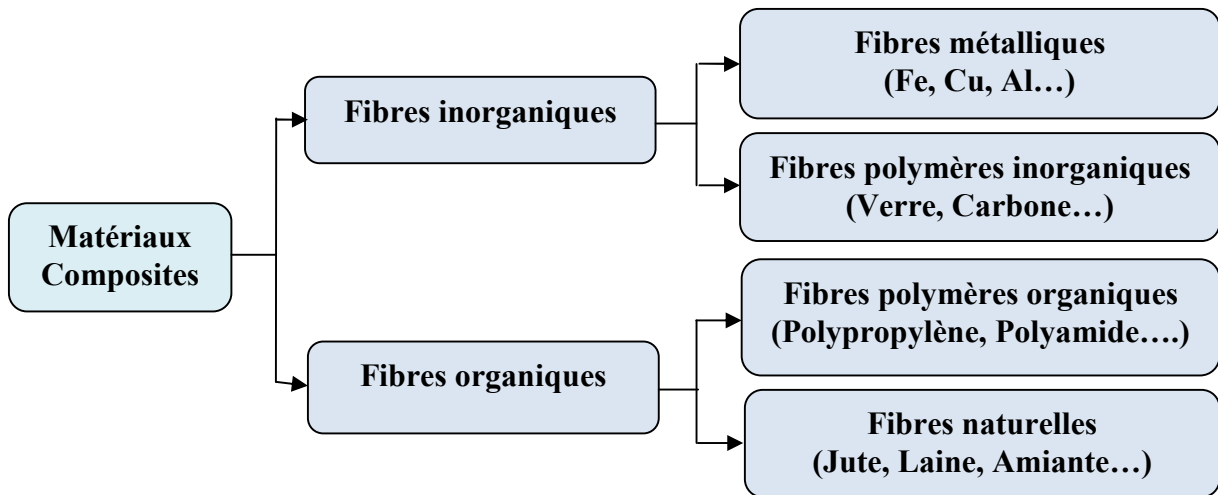 Matériaux
Composites
Fibres inorganiques
Fibres métalliques
(Fe, Cu, Al…)
Fibres polymères inorganiques
(Verre, Carbone…)
Fibres organiques
Fibres polymères organiques
(Polypropylène, Polyamide….)
Fibres naturelles
(Jute, Laine, Amiante…)